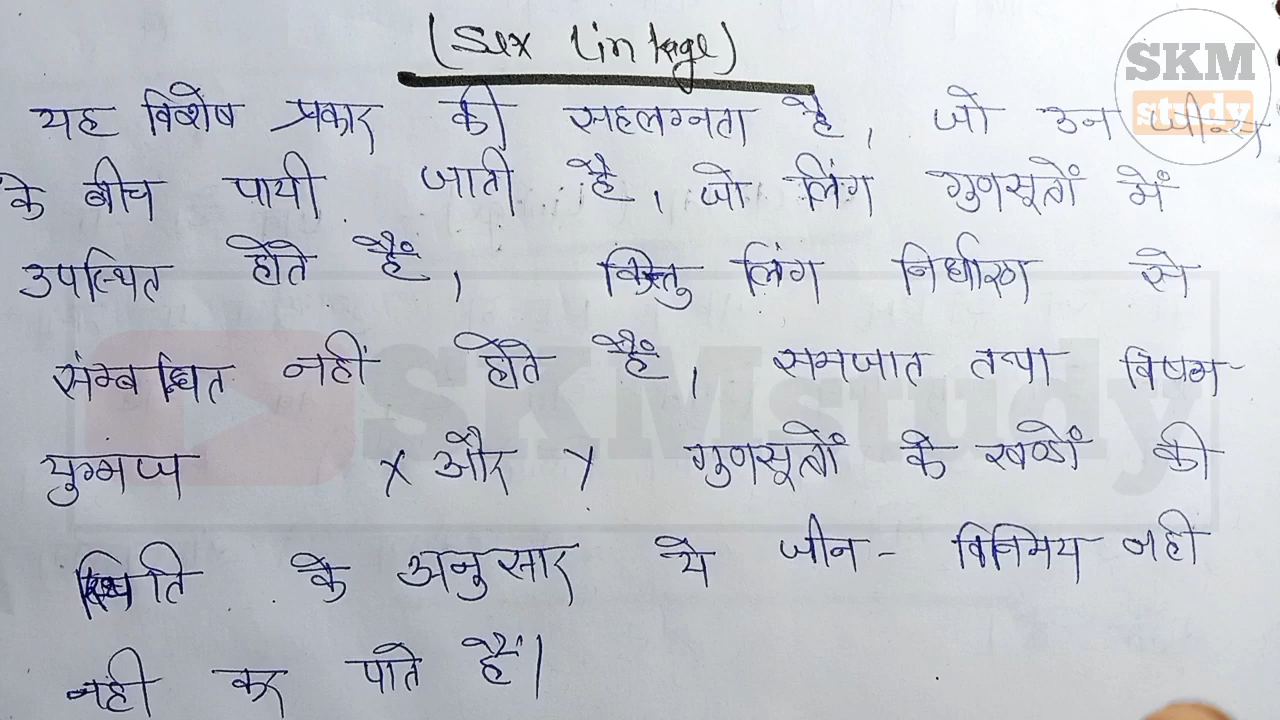 (Sex linkage)
SKM
study
यह विशेष प्रकार की सहलग्नता है, जो उन जीन्स
के बीच पायी जाती है, जो लिंग गुणसूत्रों में
उपस्थित होते हैं, किन्तु लिंग निर्धारण से
संम्बन्धित नहीं होते हैं, समजात तथा विषम-
SKMstudy
युग्मज X और Y गुणसूत्रों के खण्डों की
स्थिति के अनुसार ये जीन - विनिमय नही
नही कर पाते हैं।